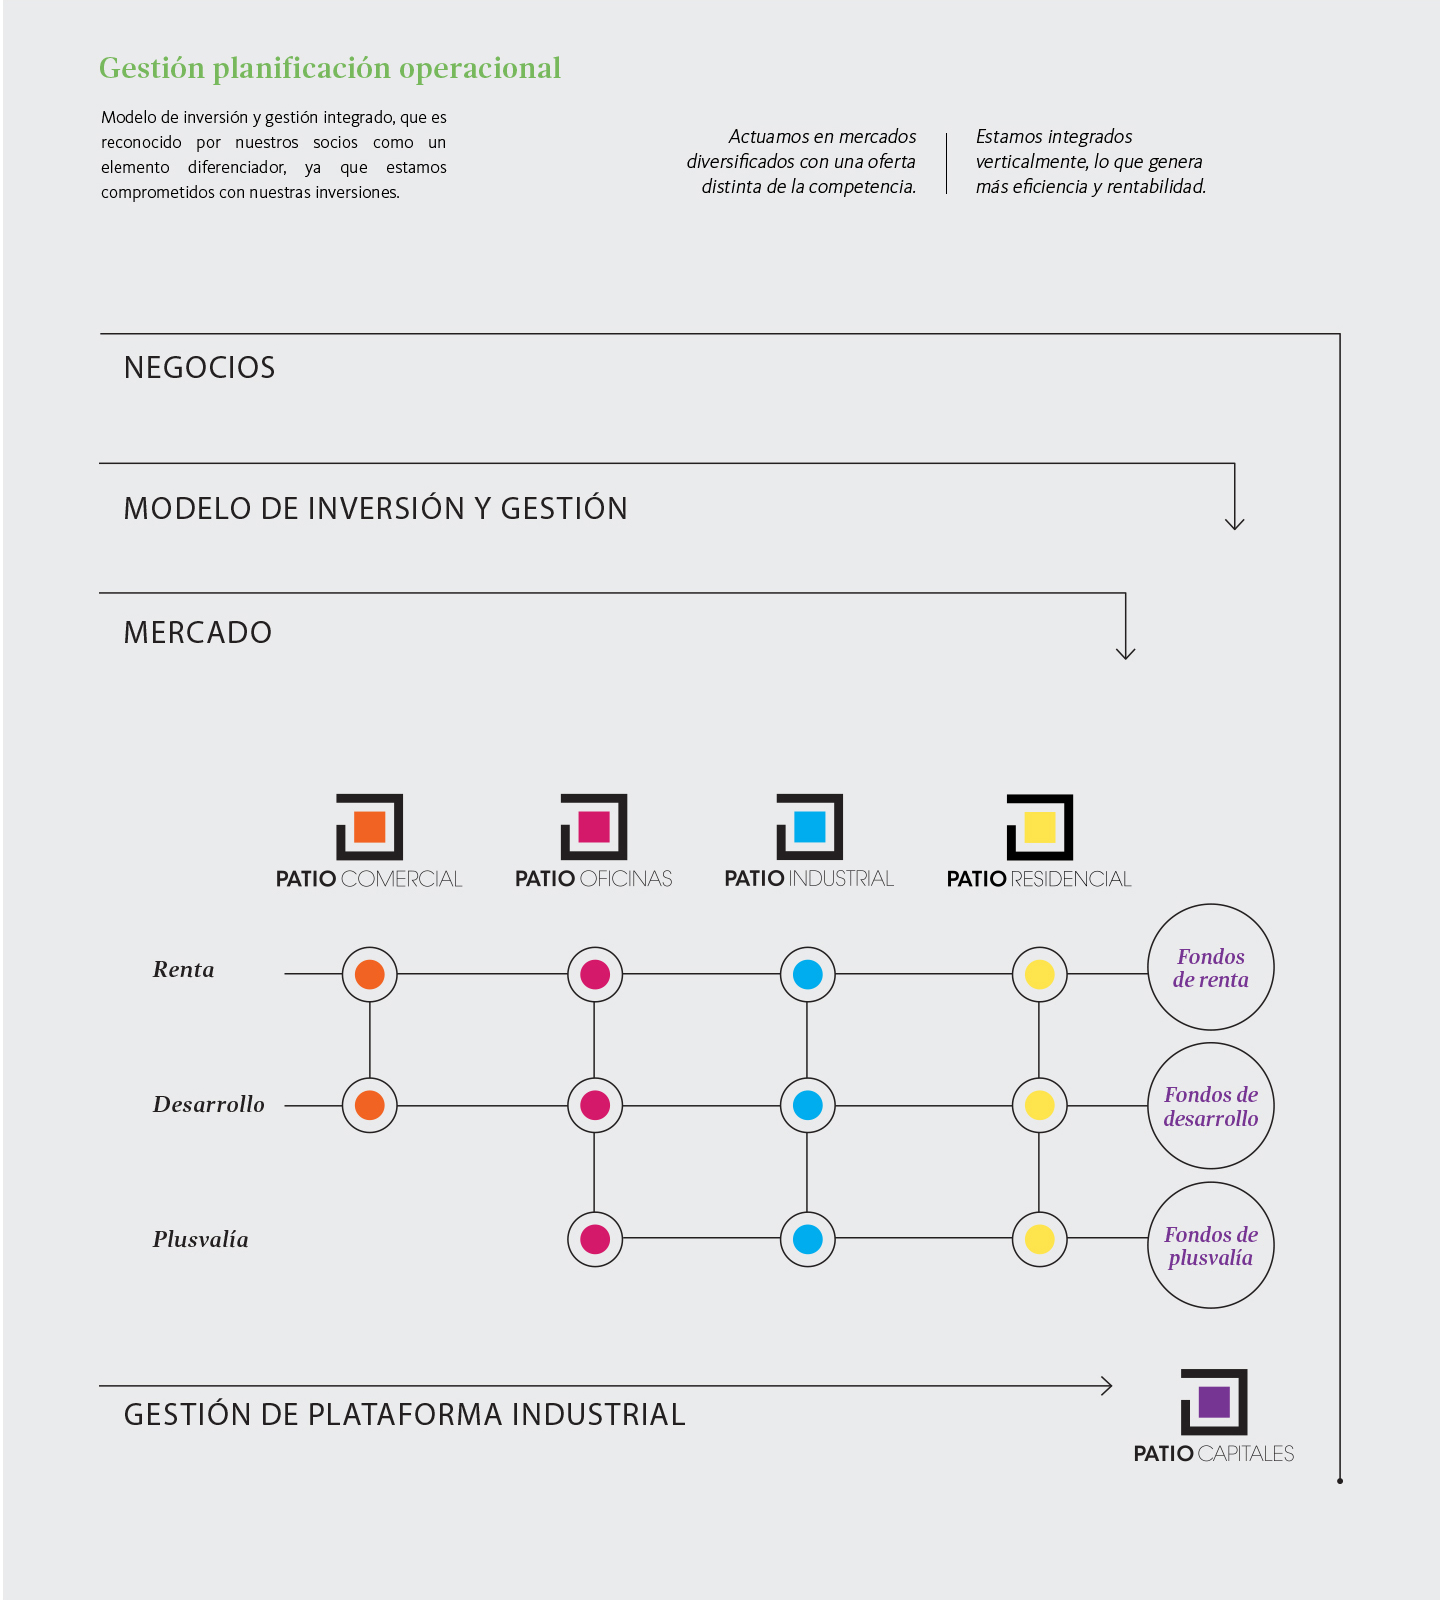 Gestión planificación operacional
Modelo de inversión y gestión integrado, que es
reconocido por nuestros socios como un
elemento diferenciador, ya que estamos
comprometidos con nuestras inversiones.
Actuamos en mercados
diversificados con una oferta
distinta de la competencia.
Estamos integrados
verticalmente, lo que genera
más eficiencia y rentabilidad.
NEGOCIOS
MODELO DE INVERSIÓN Y GESTIÓN
MERCADO
PATIO COMERCIAL
PATIO OFICINAS
PATIO INDUSTRIAL
PATIO RESIDENCIAL
Renta
Fondos
de renta
Desarrollo
Fondos de
desarrollo
Plusvalía
Fondos de
plusvalía
GESTIÓN DE PLATAFORMA INDUSTRIAL
PATIO CAPITALES